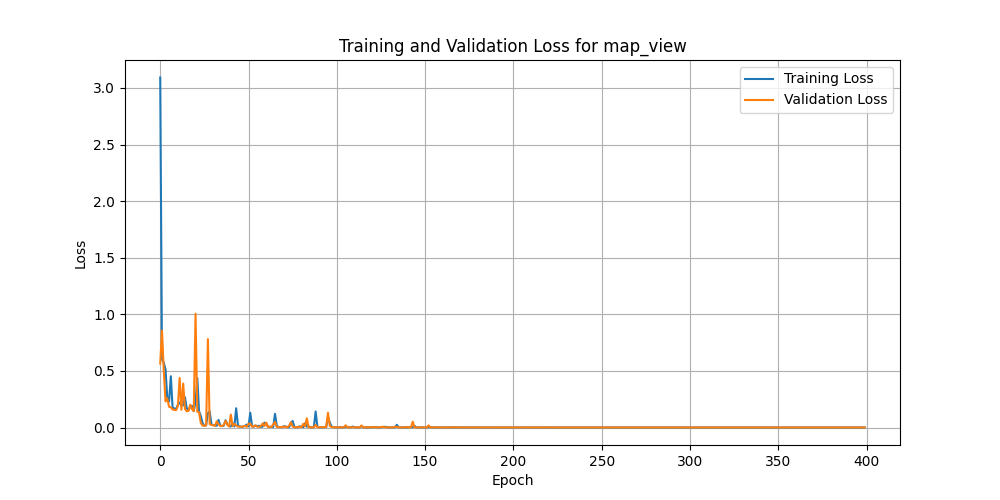 Training and Validation Loss for map_view
Training Loss
Validation Loss
Loss
3.0
2.5
2.0
1.5
1.0
0.5
0.0
0 50 100 150 200 250 300 350 400
Epoch